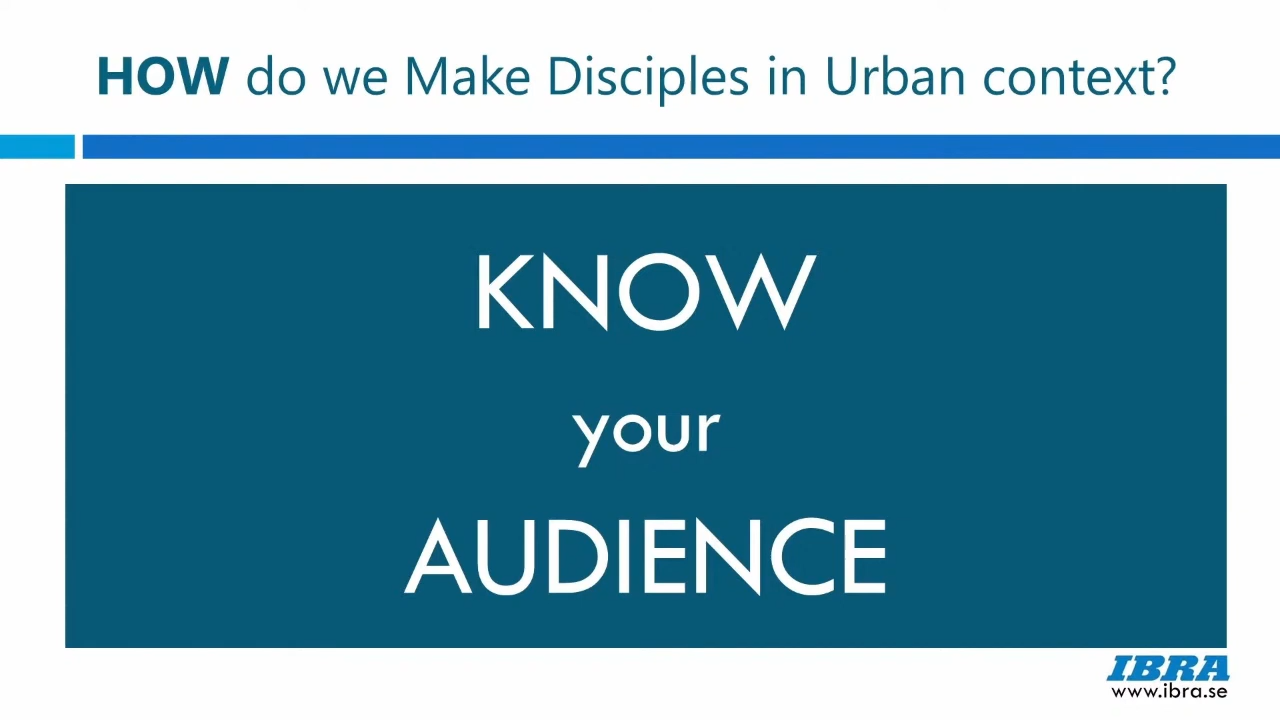 HOW do we Make Disciples in Urban context?
KNOW
your
AUDIENCE
IBRA
www.ibra.se